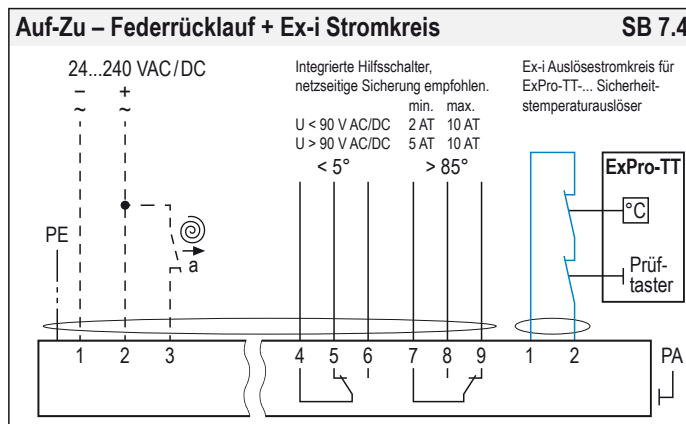 Auf-Zu – Federrücklauf + Ex-i Stromkreis SB 7.4
24...240 VAC/DC
– +
~ ~
Integrierte Hilfsschalter,
netzseitige Sicherung empfohlen.
min. max.
U < 90 V AC/DC 2 AT 10 AT
U > 90 V AC/DC 5 AT 10 AT
< 5° > 85°
Ex-i Auslösestromkreis für
ExPro-TT-... Sicherheit-
stemperaturauslöser
ExPro-TT
°C
Prüf-
taster
PE
a
1 2 3 4 5 6 7 8 9 1 2 PA